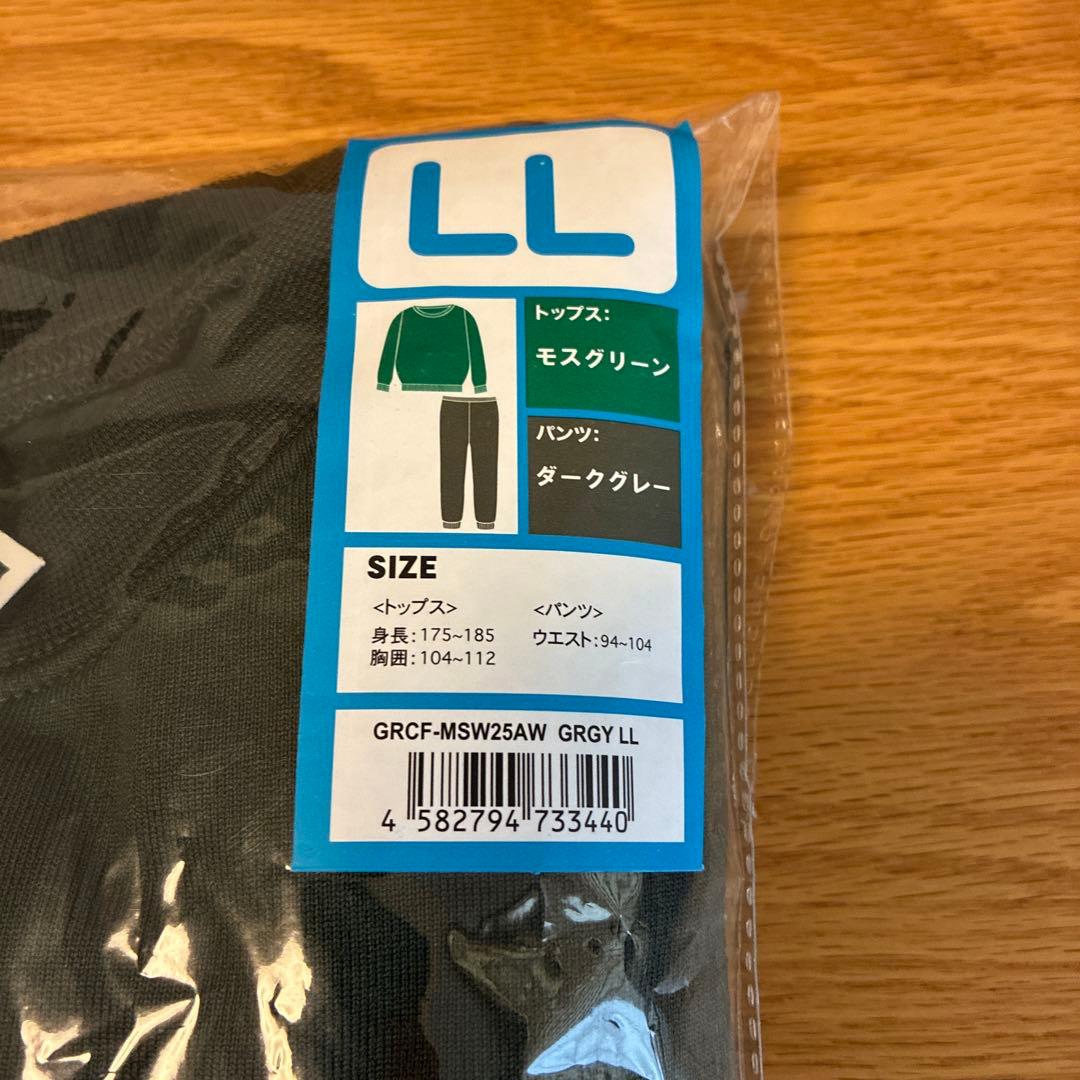 LL
トップス:
モスグリーン
パンツ:
ダークグレー
SIZE
<トップス>
身長:175~185
胸囲:104~112
<パンツ>
ウエスト:94~104
GRCF-MSW25AW GRGY LL
4 582794 733440